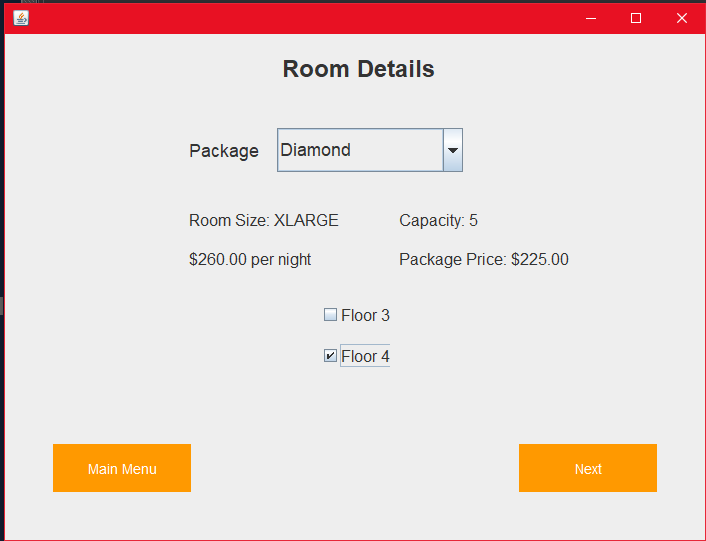 Room Details
Package Diamond
Room Size: XLARGE Capacity: 5
$260.00 per night Package Price: $225.00
Floor 3
Floor 4
Main Menu Next